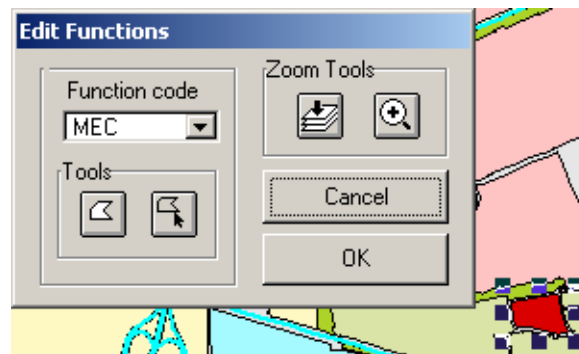 Edit Functions
Function code
MEC
Tools
Zoom Tools
Cancel
OK